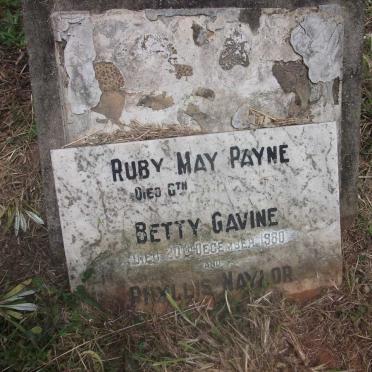 RUBY MAY PAYNE
DIED 6TH
BETTY GAVINE
DIED 20TH DECEMBER 1980
AND
PHYLLIS NAYLOR